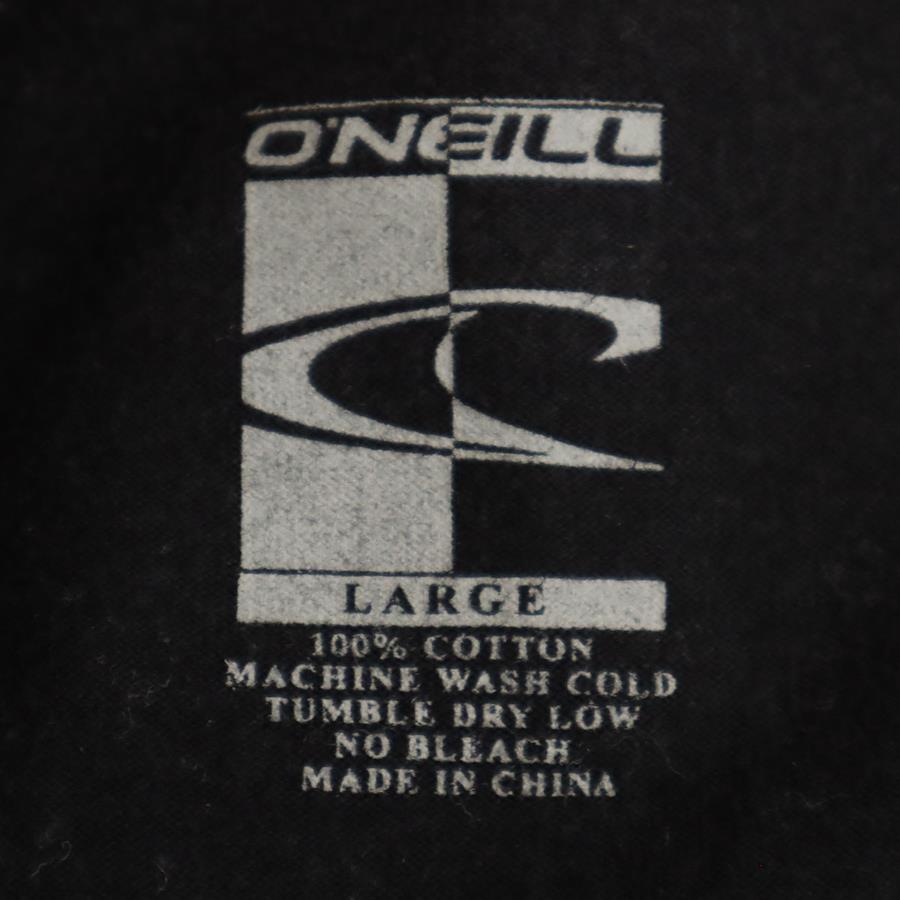 O'NEILL
LARGE
100% COTTON
MACHINE WASH COLD
TUMBLE DRY LOW
NO BLEACH
MADE IN CHINA